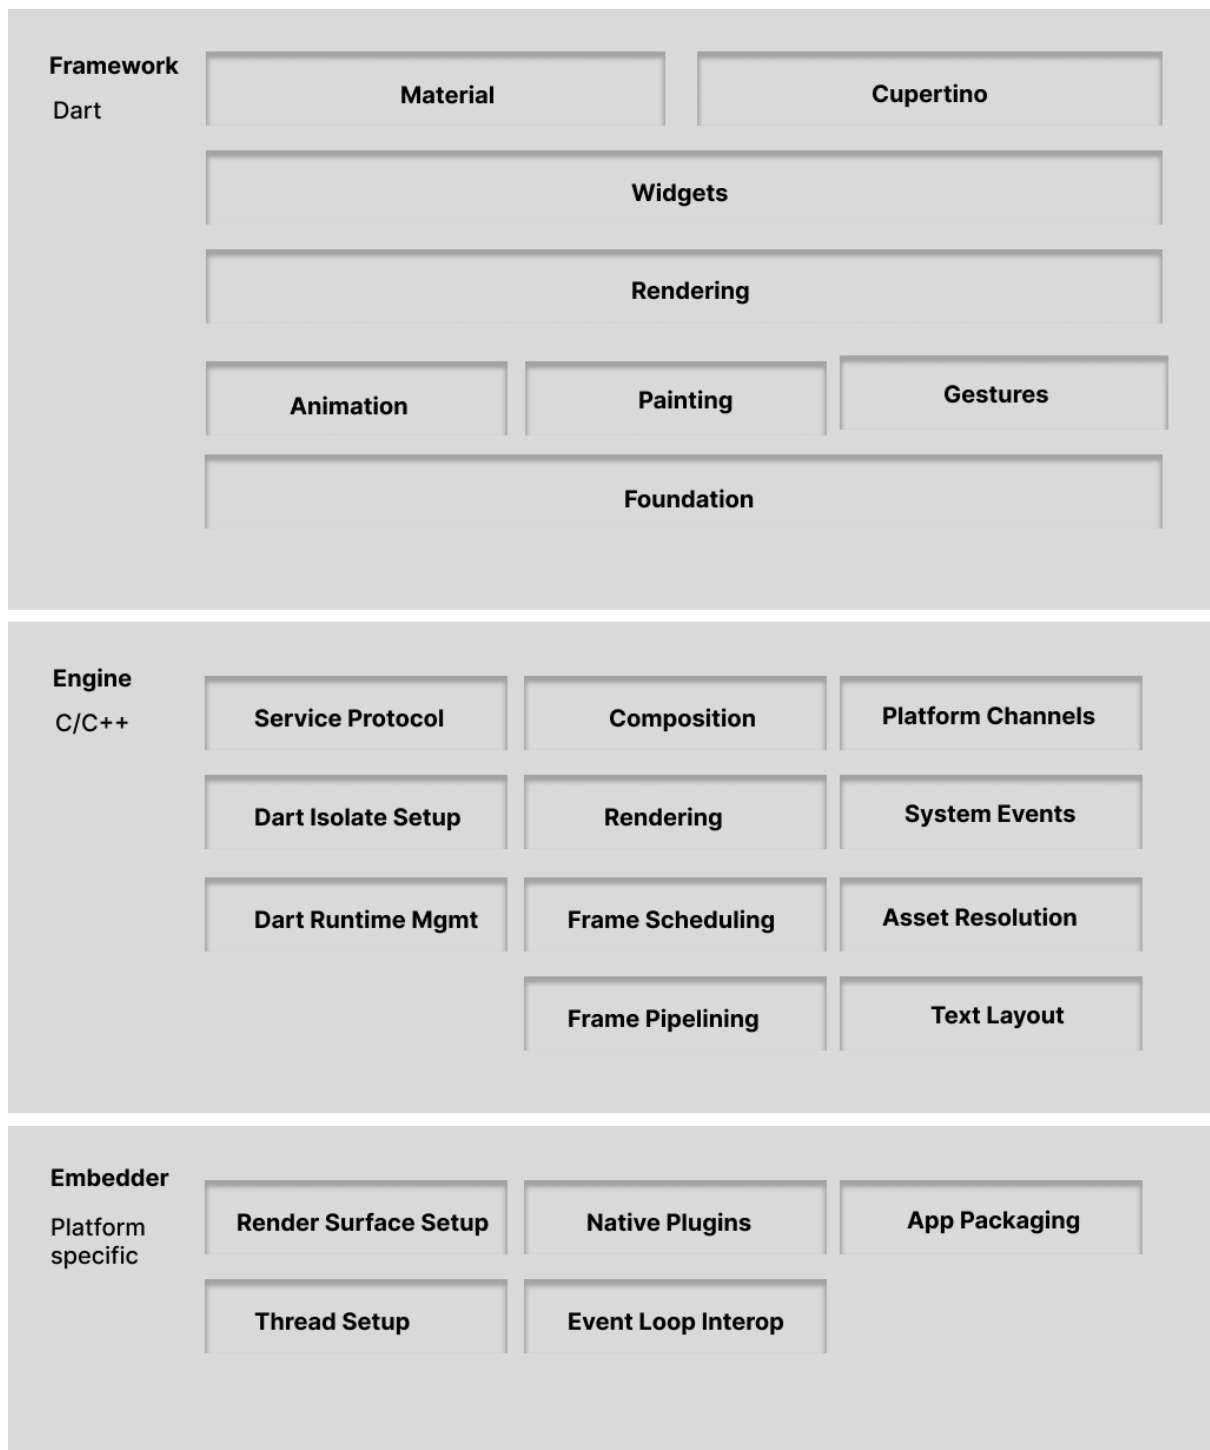 Framework
Dart
Material
Cupertino
Widgets
Rendering
Animation
Painting
Gestures
Foundation
Engine
C/C++
Service Protocol
Composition
Platform Channels
Dart Isolate Setup
Rendering
System Events
Dart Runtime Mgmt
Frame Scheduling
Asset Resolution
Frame Pipelining
Text Layout
Embedder
Platform
specific
Render Surface Setup
Native Plugins
App Packaging
Thread Setup
Event Loop Interop